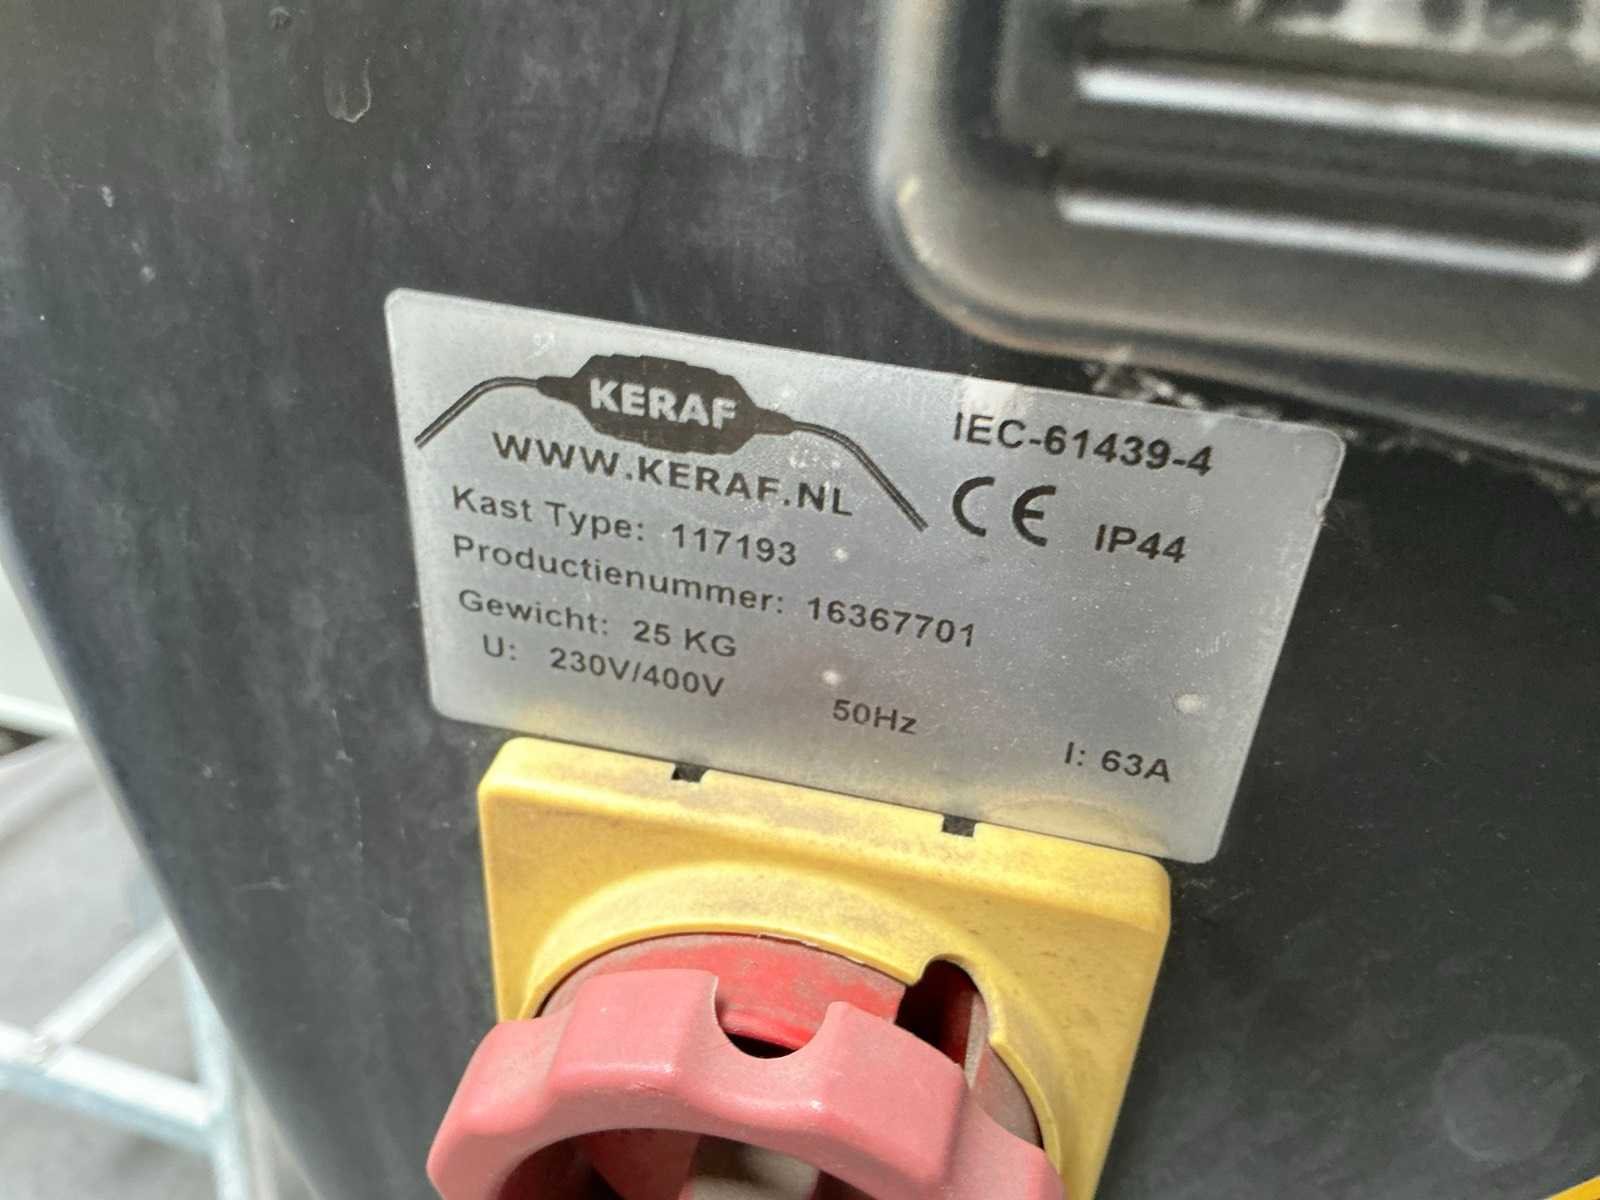 KERAF
WWW.KERAF.NL
IEC-61439-4
CE IP44
Kast Type: 117193
Productienummer: 16367701
Gewicht: 25 KG
U: 230V/400V 50Hz I: 63A